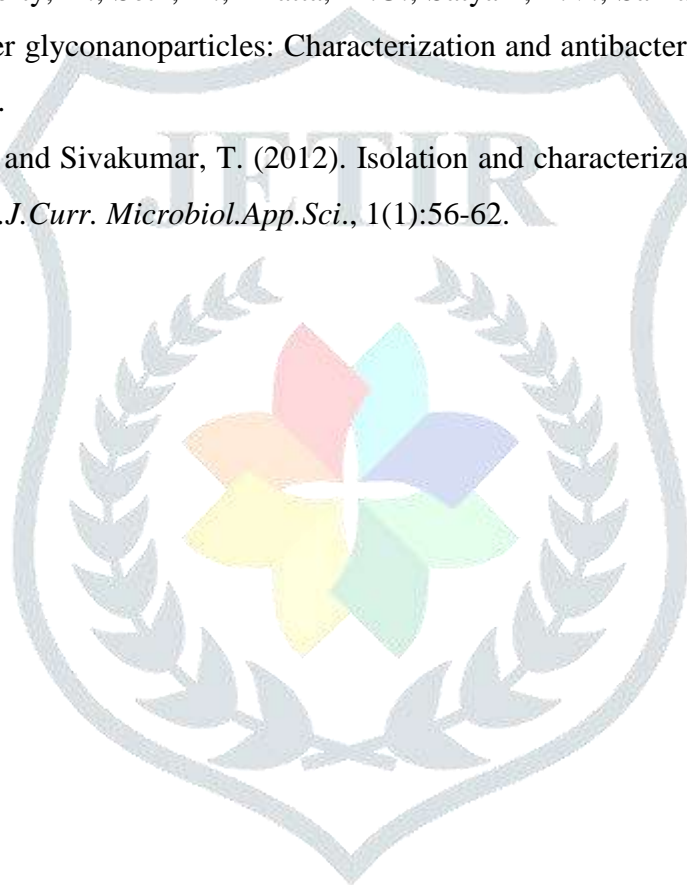 er glyconanoparticles: Characterization and antibacter
.
and Sivakumar, T. (2012). Isolation and characteriza
.J.Curr. Microbiol.App.Sci., 1(1):56-62.
JETIR